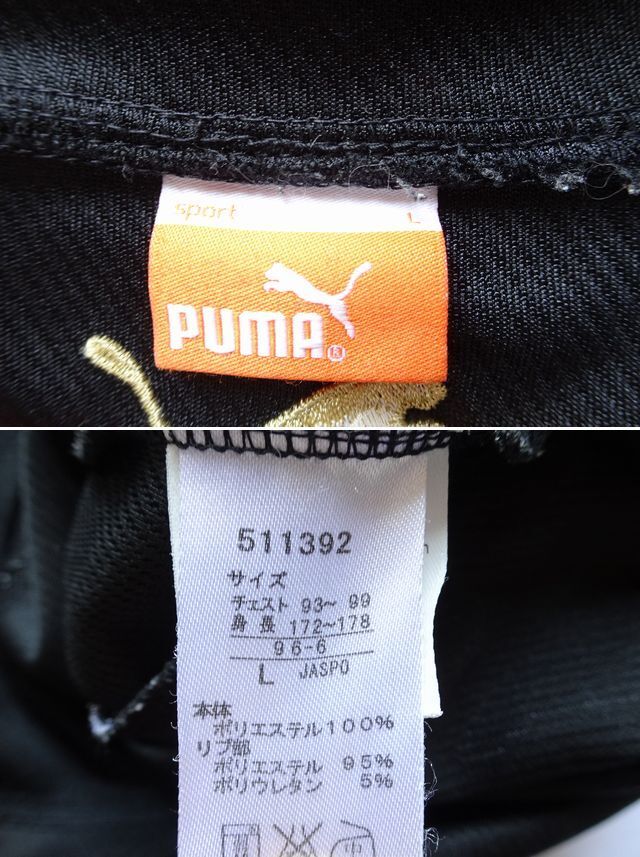 sport L
PUMA®
511392
サイズ
チェスト 93~ 99
身長 172~178
96-6
L JASPO
本体
ポリエステル100%
リブ部
ポリエステル 95%
ポリウレタン 5%
中